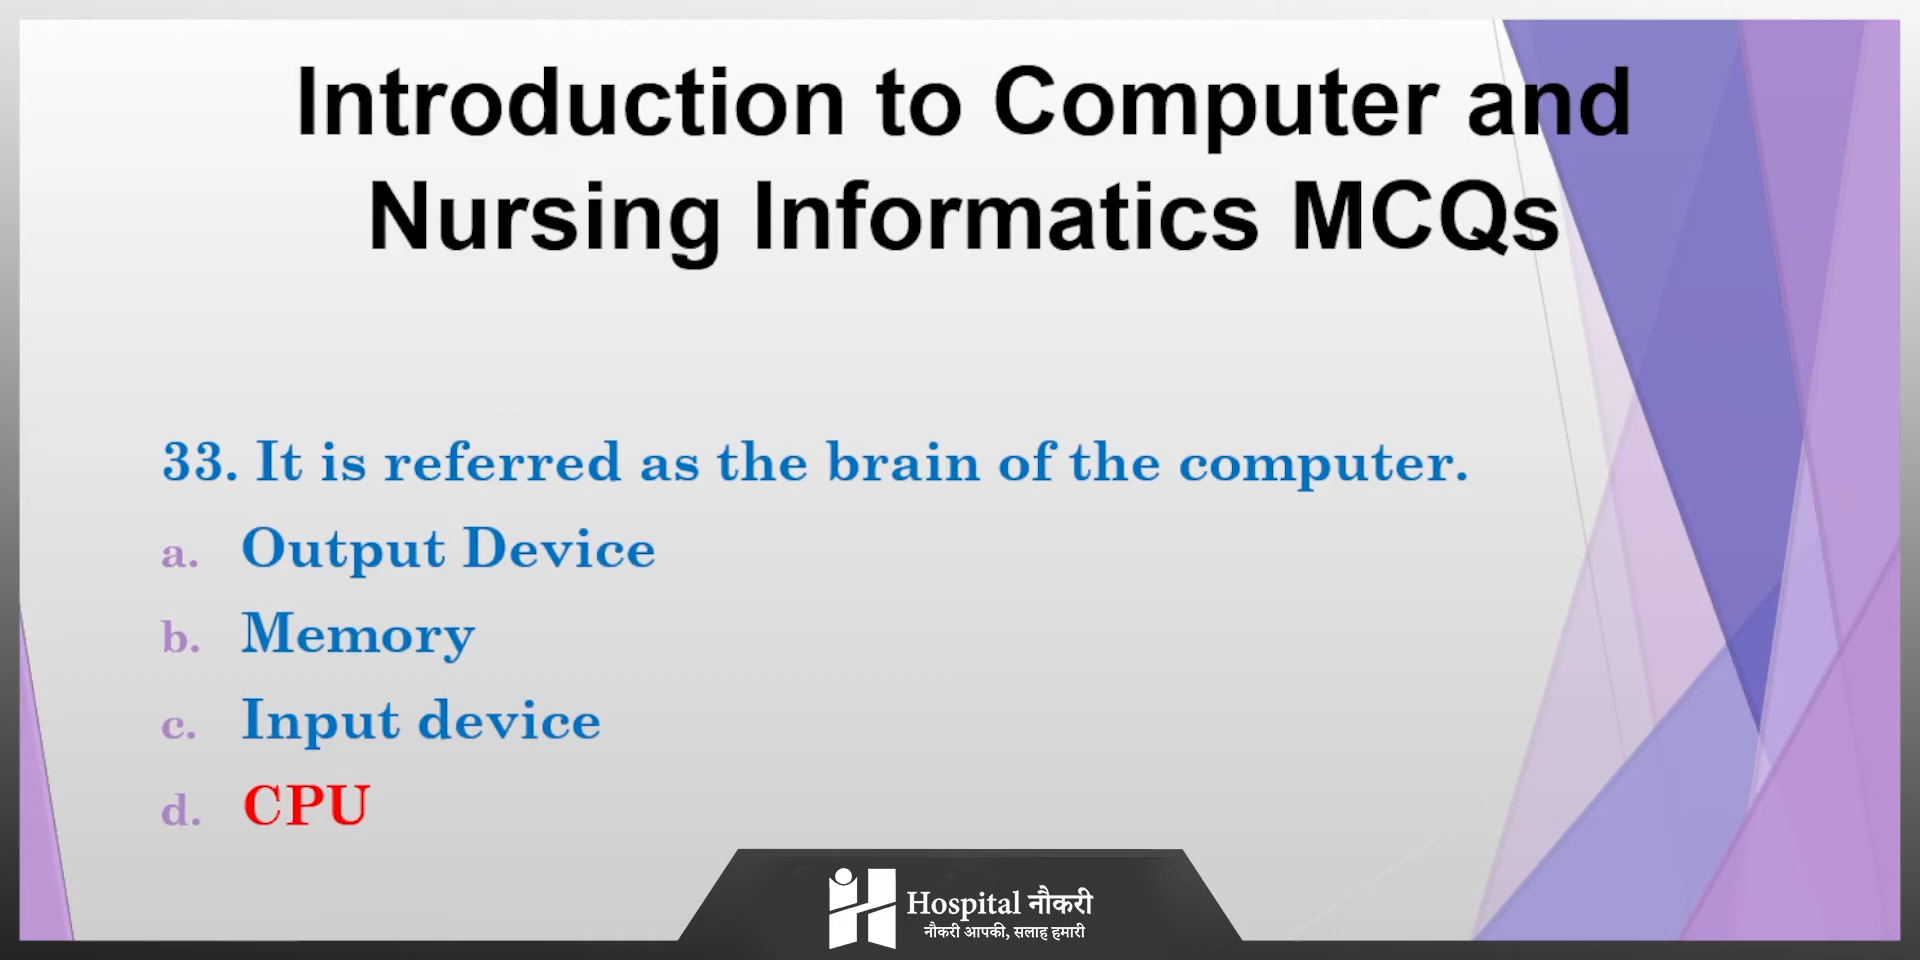 Introduction to Computer and
Nursing Informatics MCQs
33. It is referred as the brain of the computer.
a. Output Device
b. Memory
c. Input device
d. CPU
Hospital नौकरी
नौकरी आपकी, सलाह हमारी